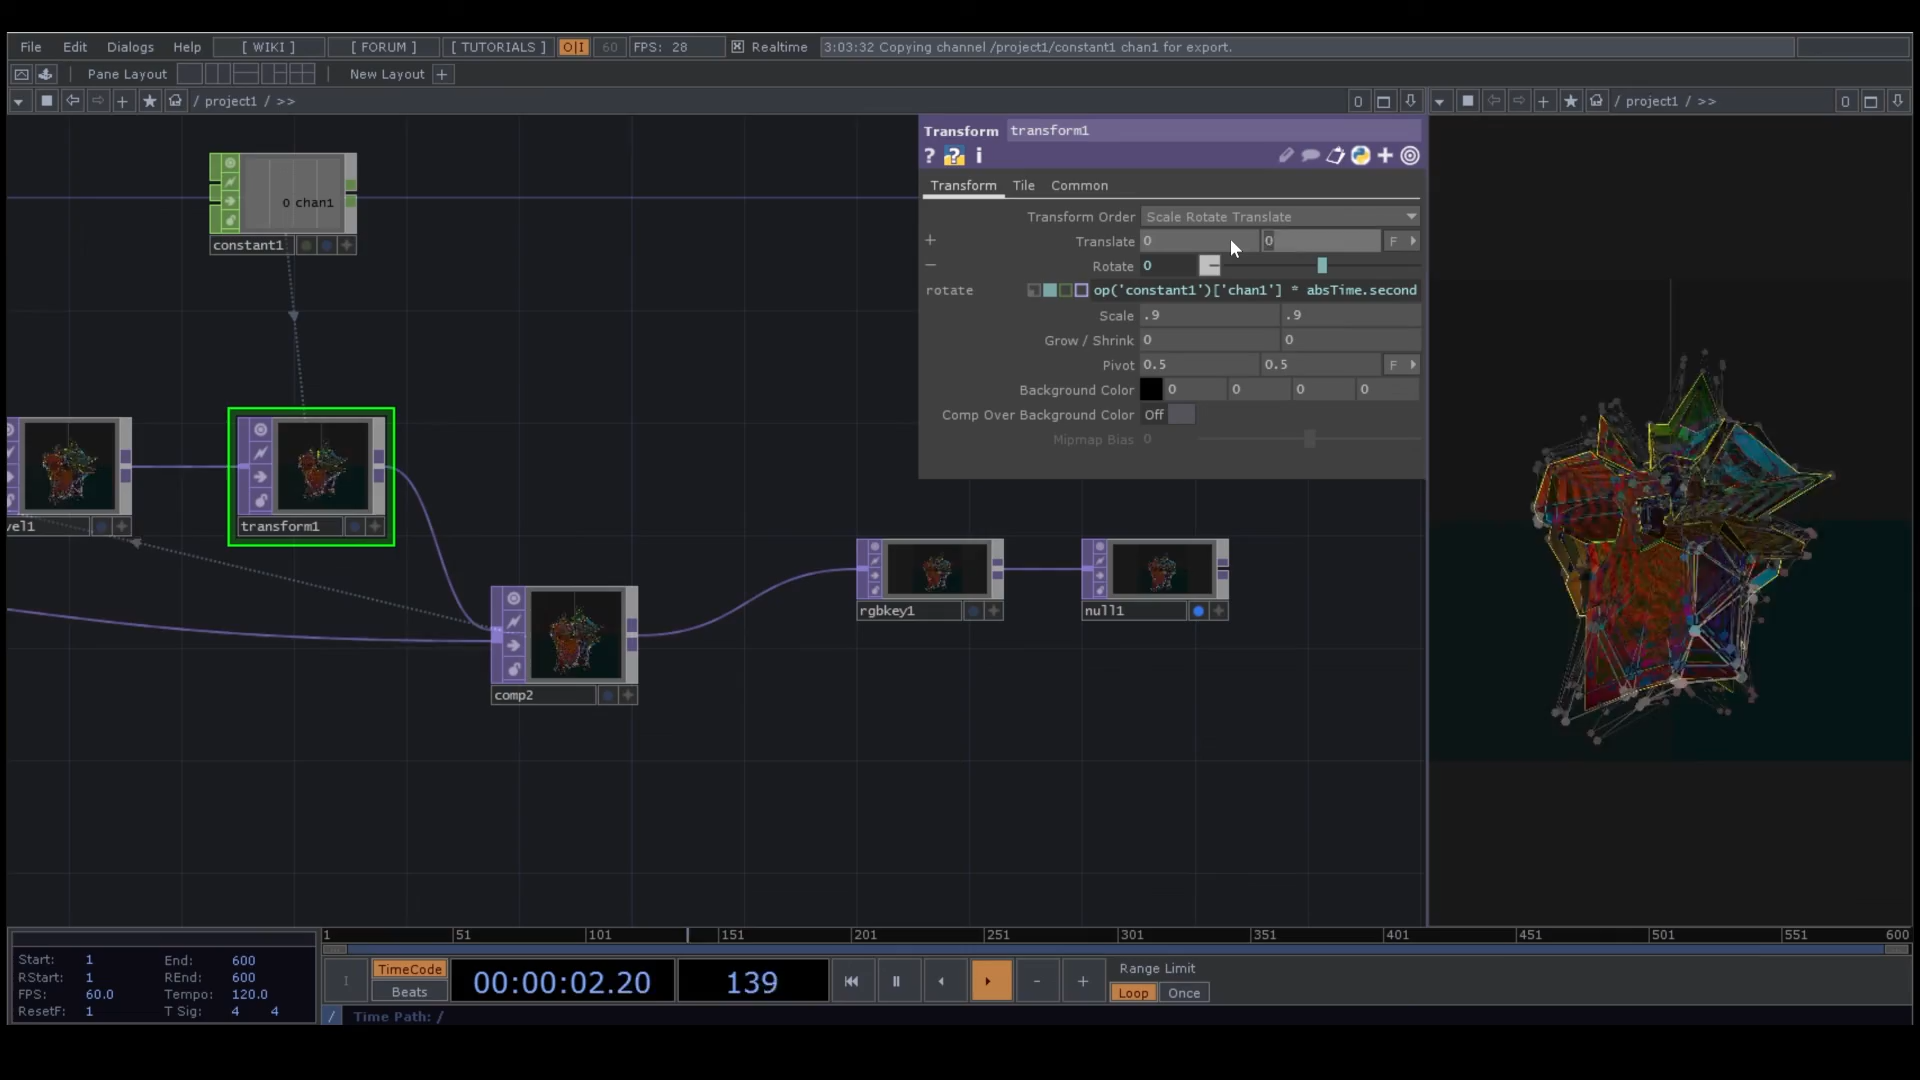 File Edit Dialogs Help [ WIKI ] [ FORUM ] [ TUTORIALS ] O|I 60 FPS: 28 Realtime 3:03:32 Copying channel /project1/constant1 chan1 for export.
Pane Layout New Layout +
/ project1 / >> 0 / project1 / >> 0
Transform transform1
? ? i
Transform Tile Common
Transform Order Scale Rotate Translate
+ Translate 0 0 F
- Rotate 0
rotate op('constant1')['chan1'] * absTime.second
Scale .9 .9
Grow / Shrink 0 0
Pivot 0.5 0.5 F
Background Color 0 0 0 0
Comp Over Background Color Off
Mipmap Bias 0
0 chan1
constant1
vel1
transform1
rgbkey1
null1
comp2
1 51 101 151 201 251 301 351 401 451 501 551 600
Start: 1 End: 600
RStart: 1 REnd: 600
FPS: 60.0 Tempo: 120.0
ResetF: 1 T Sig: 4 4
TimeCode
Beats
00:00:02.20
139
- +
Range Limit
Loop Once
/ Time Path: /